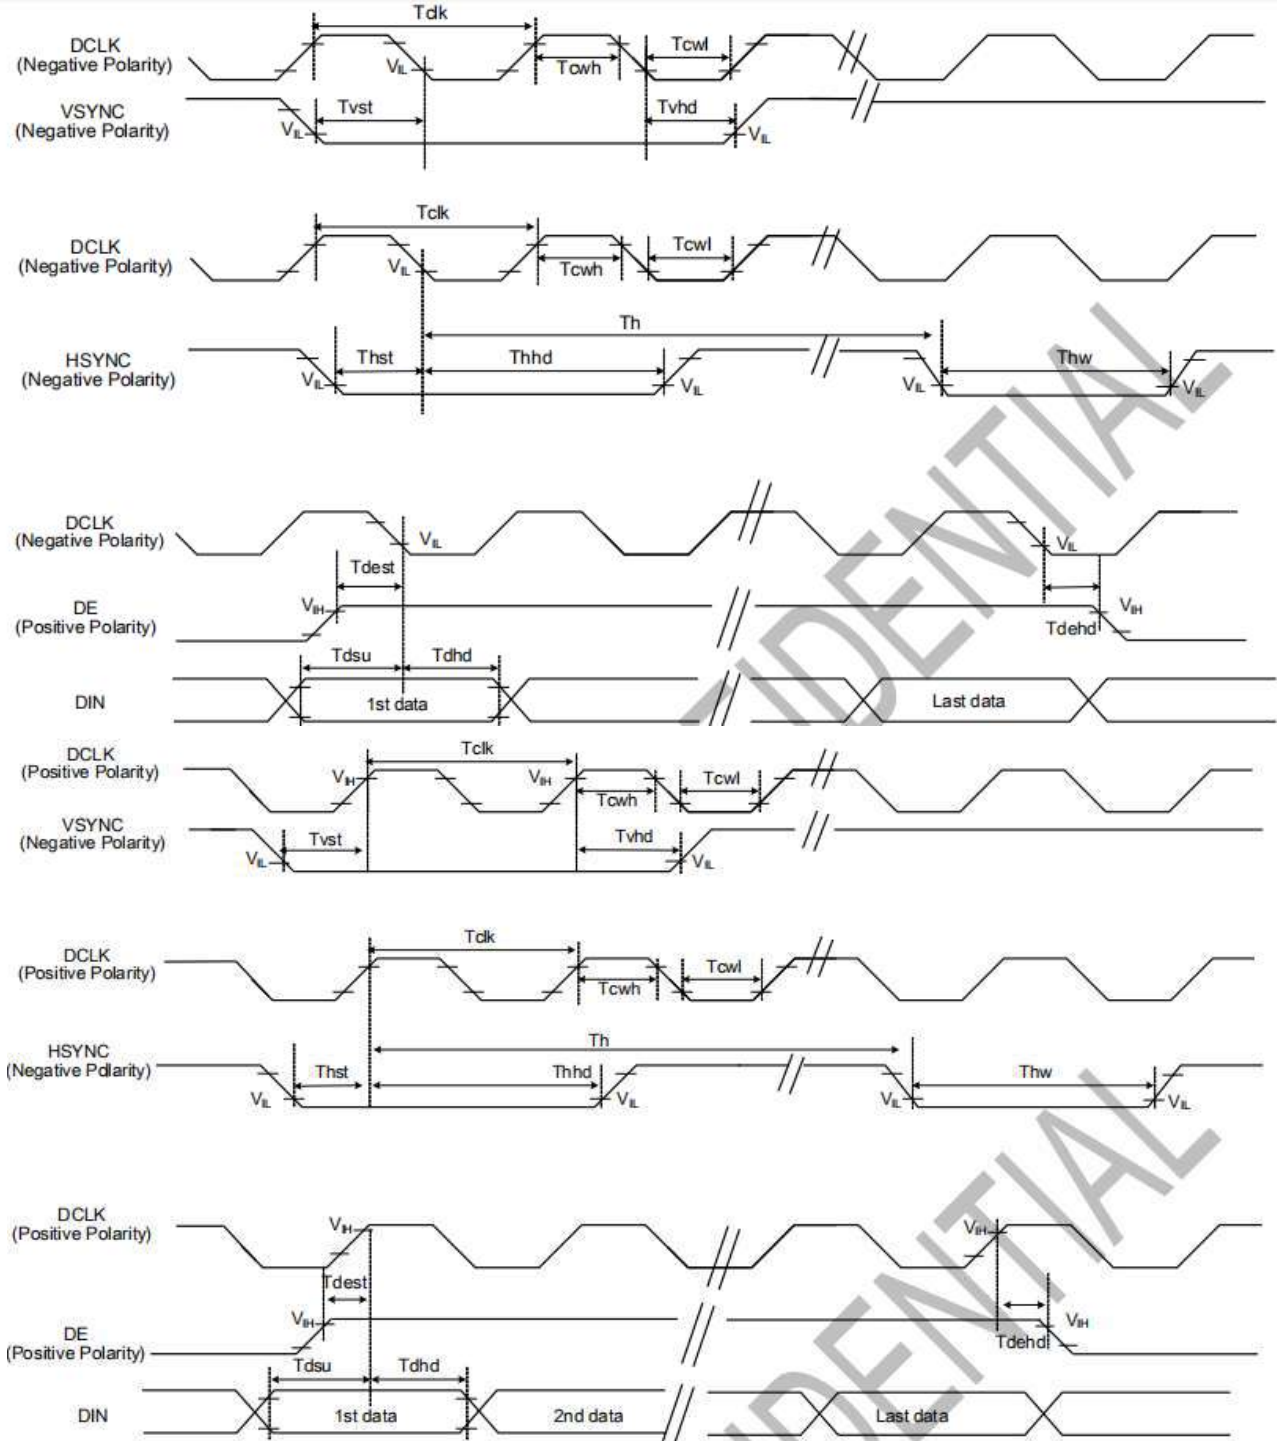 Tclk
DCLK
(Negative Polarity)
VIL
Tcwh
Tcwl
VSYNC
(Negative Polarity)
VIL
Tvst
Tvhd
VIL
Tclk
DCLK
(Negative Polarity)
VIL
Tcwh
Tcwl
Th
HSYNC
(Negative Polarity)
VIL
Thst
Thhd
VIL
VIL
Thw
VIL
DCLK
(Negative Polarity)
VIL
VIL
Tdest
DE
(Positive Polarity)
VIH
VIH
Tdehd
Tdsu
Tdhd
DIN
1st data
Last data
FIDENTIAL
DCLK
(Positive Polarity)
VIH
Tclk
VIH
Tcwh
Tcwl
VSYNC
(Negative Polarity)
VIL
Tvst
Tvhd
VIL
Tclk
DCLK
(Positive Polarity)
Tcwh
Tcwl
Th
HSYNC
(Negative Polarity)
VIL
Thst
Thhd
VIL
VIL
Thw
VIL
DCLK
(Positive Polarity)
VIH
VIH
Tdest
DE
(Positive Polarity)
VIH
VIH
Tdehd
Tdsu
Tdhd
DIN
1st data
2nd data
Last data
IDENTIAL